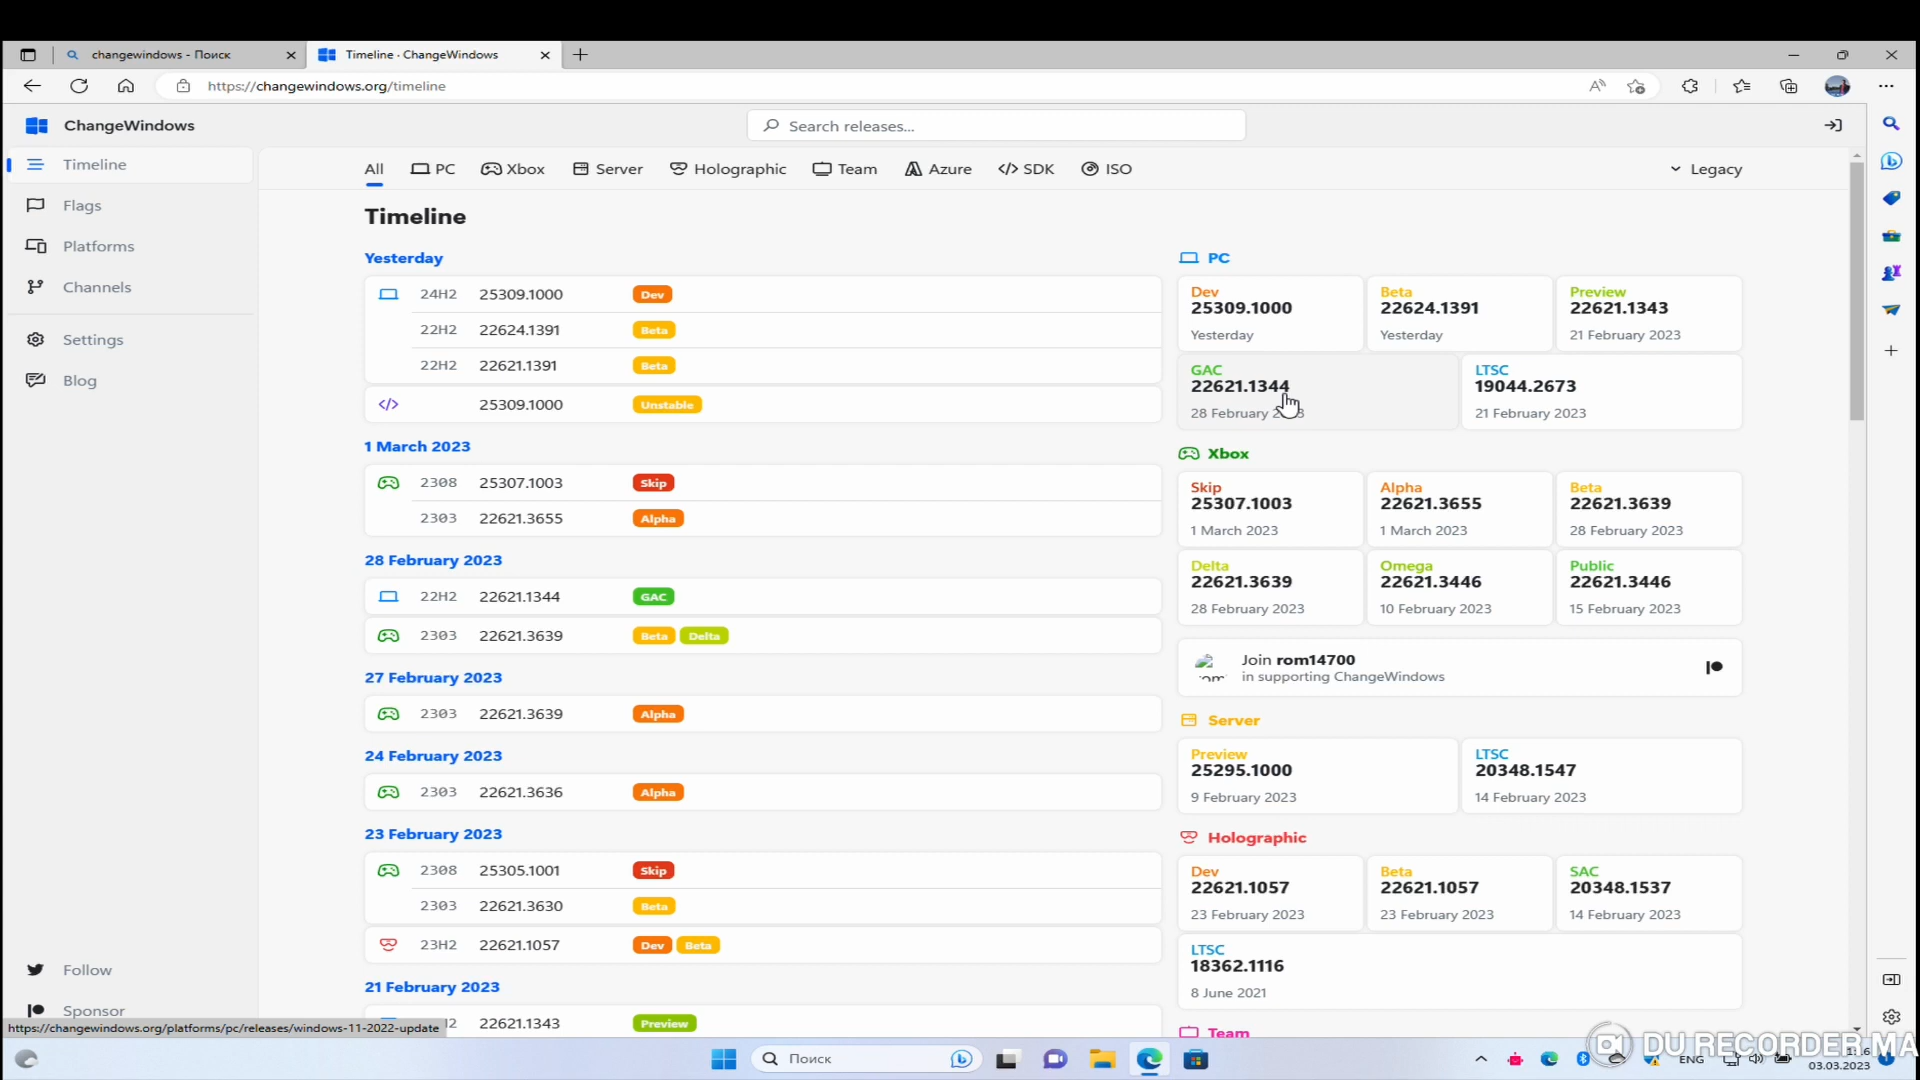 changewindows - Поиск
Timeline · ChangeWindows
https://changewindows.org/timeline
ChangeWindows
Search releases...
Timeline
Flags
Platforms
Channels
Settings
Blog
Follow
Sponsor
All PC Xbox Server Holographic Team Azure SDK ISO Legacy
Timeline
Yesterday
24H2 25309.1000 Dev
22H2 22624.1391 Beta
22H2 22621.1391 Beta
25309.1000 Unstable
1 March 2023
2308 25307.1003 Skip
2303 22621.3655 Alpha
28 February 2023
22H2 22621.1344 GAC
2303 22621.3639 Beta Delta
27 February 2023
2303 22621.3639 Alpha
24 February 2023
2303 22621.3636 Alpha
23 February 2023
2308 25305.1001 Skip
2303 22621.3630 Beta
23H2 22621.1057 Dev Beta
21 February 2023
22621.1343 Preview
PC
Dev
25309.1000
Yesterday
Beta
22624.1391
Yesterday
Preview
22621.1343
21 February 2023
GAC
22621.1344
28 February
LTSC
19044.2673
21 February 2023
Xbox
Skip
25307.1003
1 March 2023
Alpha
22621.3655
1 March 2023
Beta
22621.3639
28 February 2023
Delta
22621.3639
28 February 2023
Omega
22621.3446
10 February 2023
Public
22621.3446
15 February 2023
Join rom14700
in supporting ChangeWindows
Server
Preview
25295.1000
9 February 2023
LTSC
20348.1547
14 February 2023
Holographic
Dev
22621.1057
23 February 2023
Beta
22621.1057
23 February 2023
SAC
20348.1537
14 February 2023
LTSC
18362.1116
8 June 2021
Team
https://changewindows.org/platforms/pc/releases/windows-11-2022-update
Поиск
ENG
03.03.2023
DU RECORDER MA